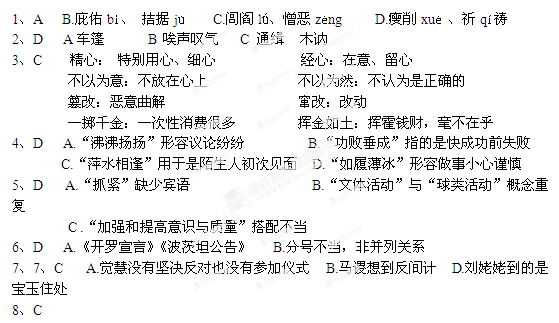 1、A B.庇佑 bì、 拮据 jū C.闾阎 lǘ、憎恶 zēng D.瘦削 xuē 、祈 qí祷
2、D A 车篷 B 唉声叹气 C 通缉 木讷
3、C 精心: 特别用心、细心 经心: 在意、留心
不以为意: 不放在心上 不以为然: 不认为是正确的
篡改: 恶意曲解 窜改: 改动
一掷千金: 一次性消费很多 挥金如土: 挥霍钱财, 毫不在乎
4、D A.“沸沸扬扬”形容议论纷纷 B.“功败垂成”指的是快成功前失败
C.“萍水相逢”用于是陌生人初次见面 D.“如履薄冰”形容做事小心谨慎
5、D A.“抓紧”缺少宾语 B.“文体活动”与“球类活动”概念重
复
C .“加强和提高意识与质量”搭配不当
6、D A.《开罗宣言》《波茨坦公告》 B.分号不当, 非并列关系
7、7、C A.觉慧没有坚决反对也没有参加仪式 B.马谡想到反间计 D.刘姥姥到的是
宝玉住处
8、C